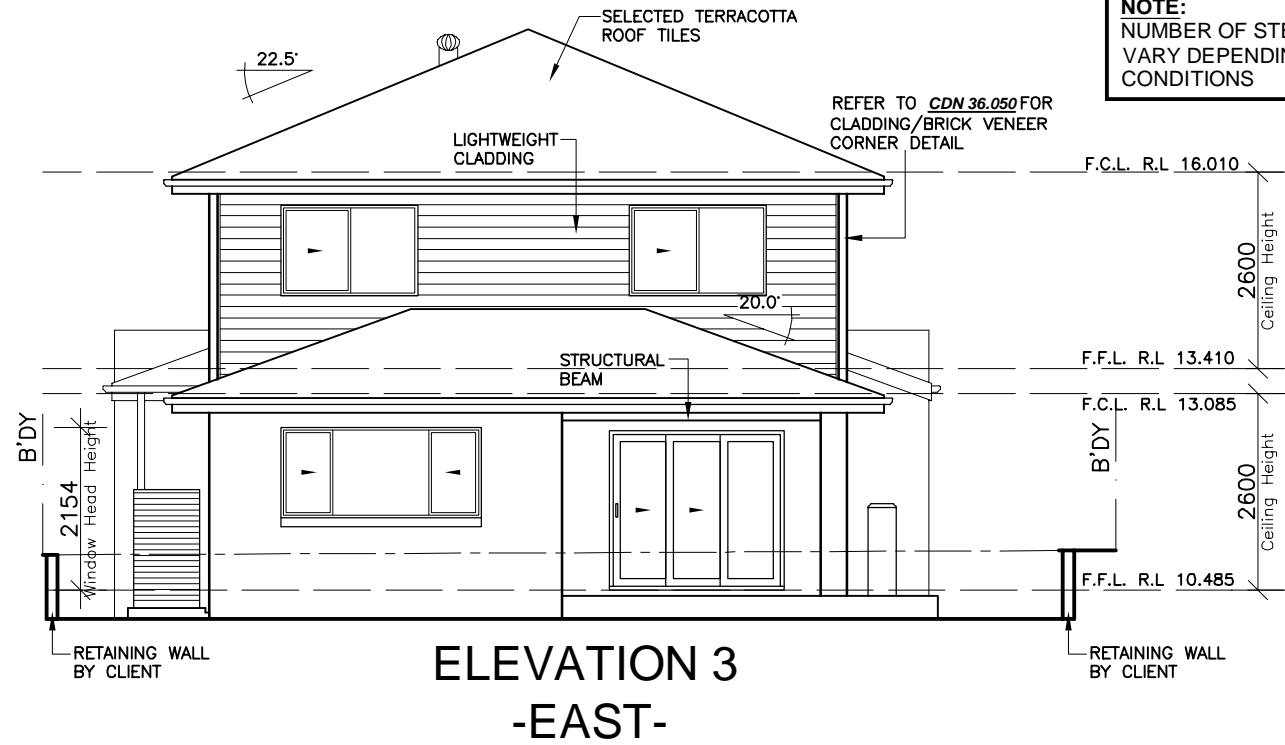 SELECTED TERRACOTTA
ROOF TILES
NOTE:
NUMBER OF
VARY
CONDITIONS
22.5°
REFER TO CDN 36.050 FOR
CLADDING/BRICK VENEER
CORNER DETAIL
LIGHTWEIGHT
CLADDING
F.C.L. R.L 16.010
2600
Ceiling Height
20.0°
STRUCTURAL
BEAM
F.F.L. R.L 13.410
F.C.L. R.L 13.085
B'DY
2154
Window Head Height
B'DY
2600
Ceiling Height
F.F.L. R.L 10.485
RETAINING WALL
BY CLIENT
RETAINING WALL
BY CLIENT
ELEVATION 3
-EAST-